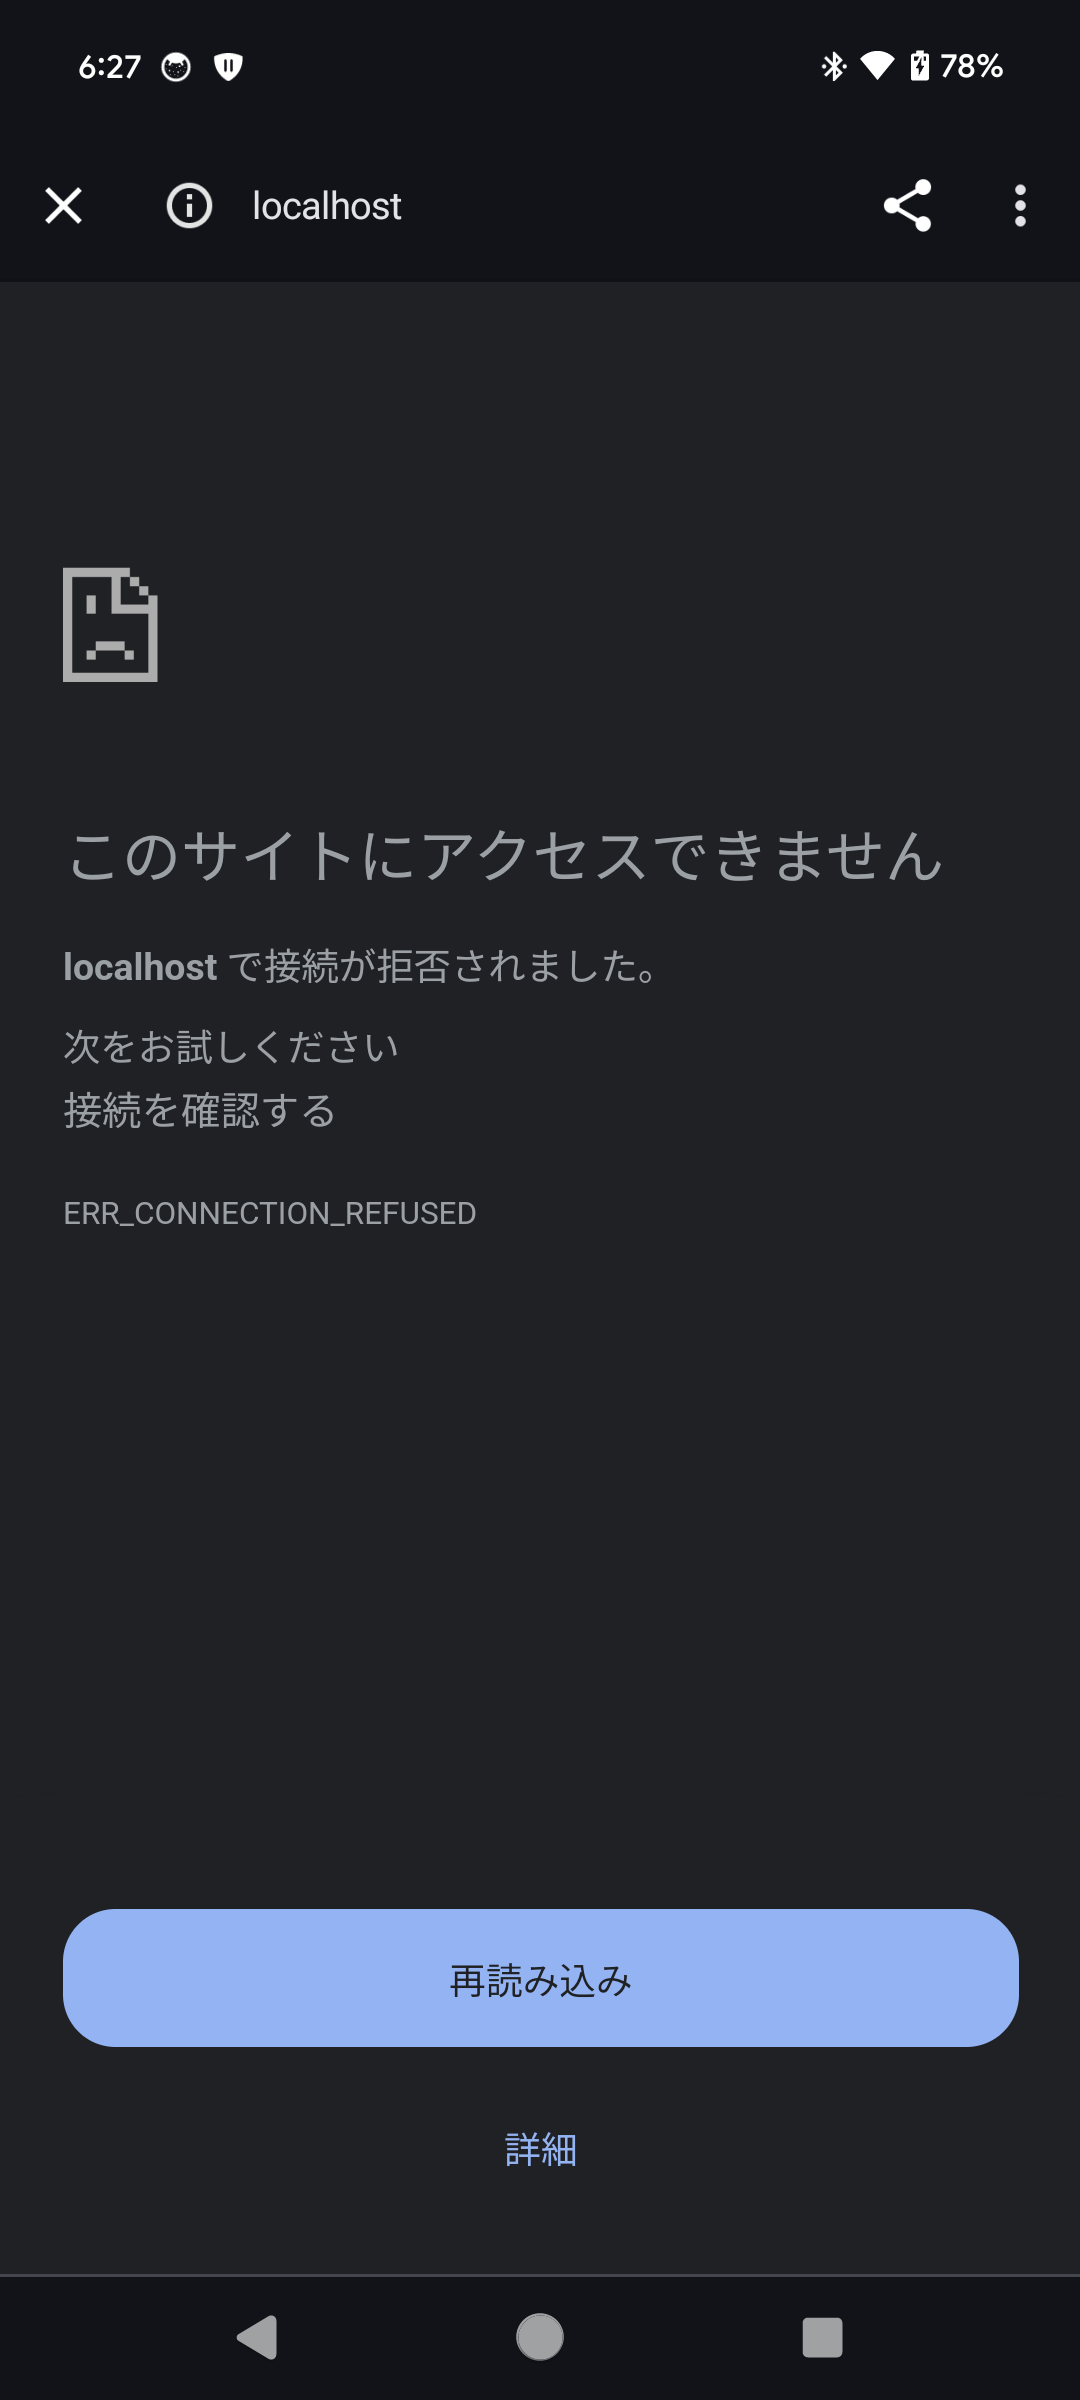 6:27
78%
localhost
このサイトにアクセスできません
localhost で接続が拒否されました。
次をお試しください
接続を確認する
ERR_CONNECTION_REFUSED
再読み込み
詳細